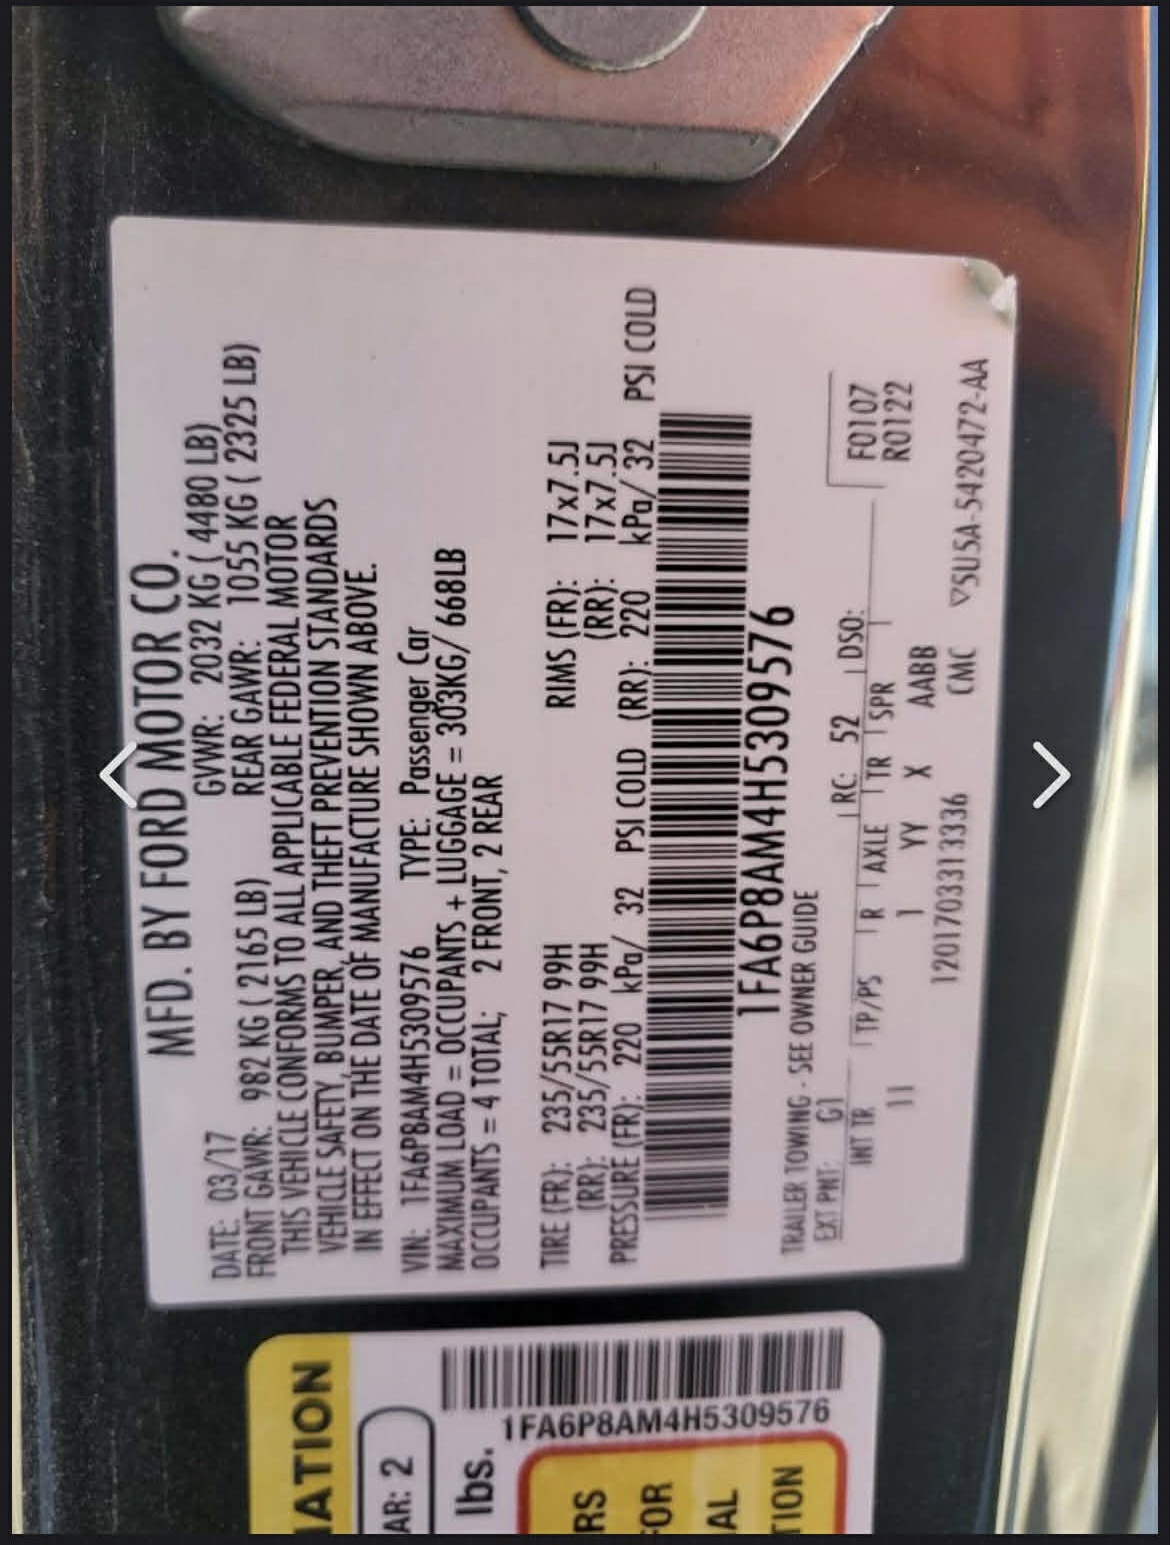 MFD. BY FORD MOTOR CO.
DATE: 03/17 GVWR: 2032 KG ( 4480 LB)
FRONT GAWR: 982 KG ( 2165 LB) REAR GAWR: 1055 KG ( 2325 LB)
THIS VEHICLE CONFORMS TO ALL APPLICABLE FEDERAL MOTOR
VEHICLE SAFETY, BUMPER, AND THEFT PREVENTION STANDARDS
IN EFFECT ON THE DATE OF MANUFACTURE SHOWN ABOVE.
VIN: 1FA6P8AM4H5309576 TYPE: Passenger Car
MAXIMUM LOAD = OCCUPANTS + LUGGAGE = 303KG/ 668LB
OCCUPANTS = 4 TOTAL; 2 FRONT, 2 REAR
TIRE (FR): 235/55R17 99H RIMS (FR): 17x7.5J
(RR): 235/55R17 99H (RR): 17x7.5J
PRESSURE (FR): 220 kPa/ 32 PSI COLD (RR): 220 kPa/ 32 PSI COLD
1FA6P8AM4H5309576
TRAILER TOWING - SEE OWNER GUIDE
EXT PNT: G1 RC: 52 DSO: F0107
INT TR TP/PS R AXLE TR SPR R0122
11 1 YY X AABB
1201703313336 CMC ▽5U5A-5420472-AA
ATION
AR: 2
lbs.
1FA6P8AM4H5309576
RS
FOR
AL
TION